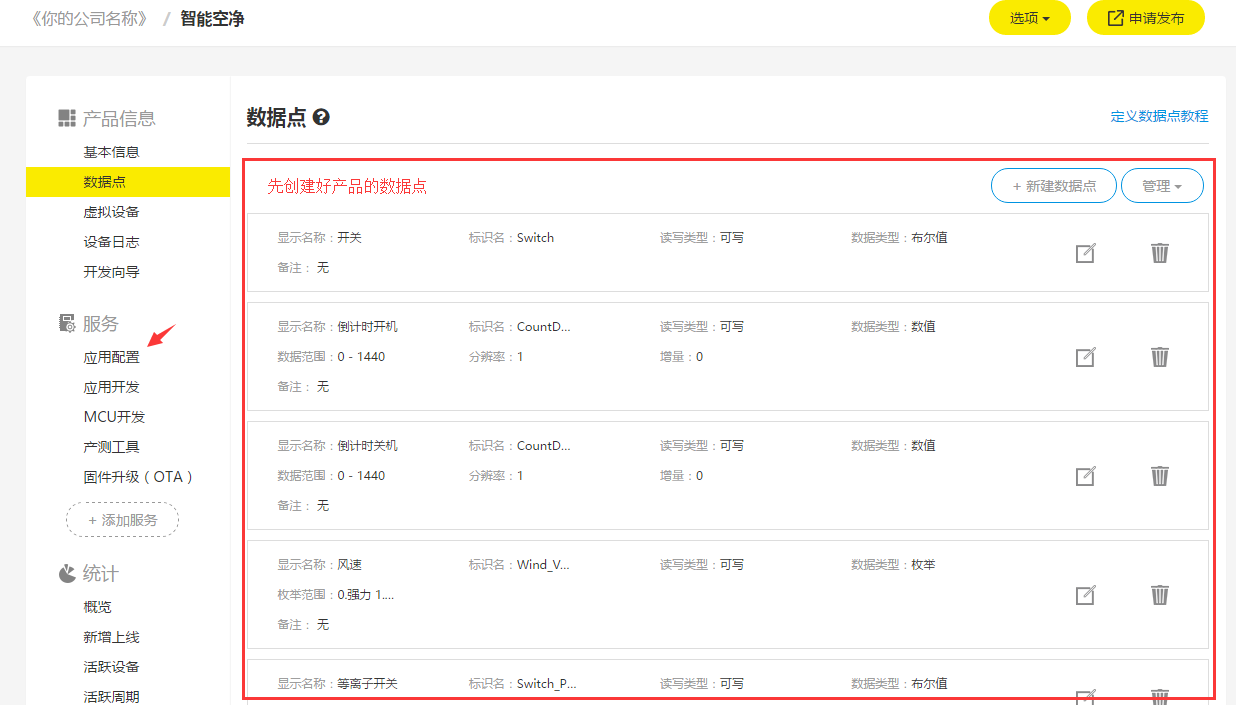 《你的公司名称》 / 智能空净
选项
申请发布
产品信息
基本信息
数据点
虚拟设备
设备日志
开发向导
服务
应用配置
应用开发
MCU开发
产测工具
固件升级（OTA）
+ 添加服务
统计
概览
新增上线
活跃设备
活跃周期
数据点
定义数据点教程
先创建好产品的数据点
+ 新建数据点
管理
显示名称：开关 标识名：Switch 读写类型：可写 数据类型：布尔值
备注： 无
显示名称：倒计时开机 标识名：CountD... 读写类型：可写 数据类型：数值
数据范围：0 - 1440 分辨率：1 增量：0
备注： 无
显示名称：倒计时关机 标识名：CountD... 读写类型：可写 数据类型：数值
数据范围：0 - 1440 分辨率：1 增量：0
备注： 无
显示名称：风速 标识名：Wind_V... 读写类型：可写 数据类型：枚举
枚举范围：0.强力 1....
备注： 无
显示名称：等离子开关 标识名：Switch_P... 读写类型：可写 数据类型：布尔值